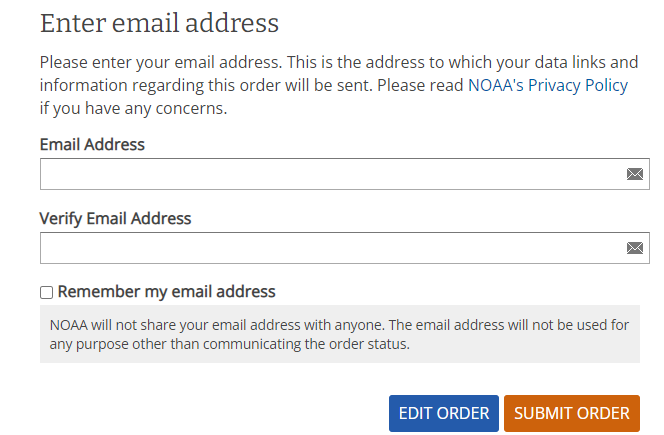 Enter email address
Please enter your email address. This is the address to which your data links and
information regarding this order will be sent. Please read NOAA's Privacy Policy
if you have any concerns.
Email Address
Verify Email Address
Remember my email address
NOAA will not share your email address with anyone. The email address will not be used for
any purpose other than communicating the order status.
EDIT ORDER SUBMIT ORDER